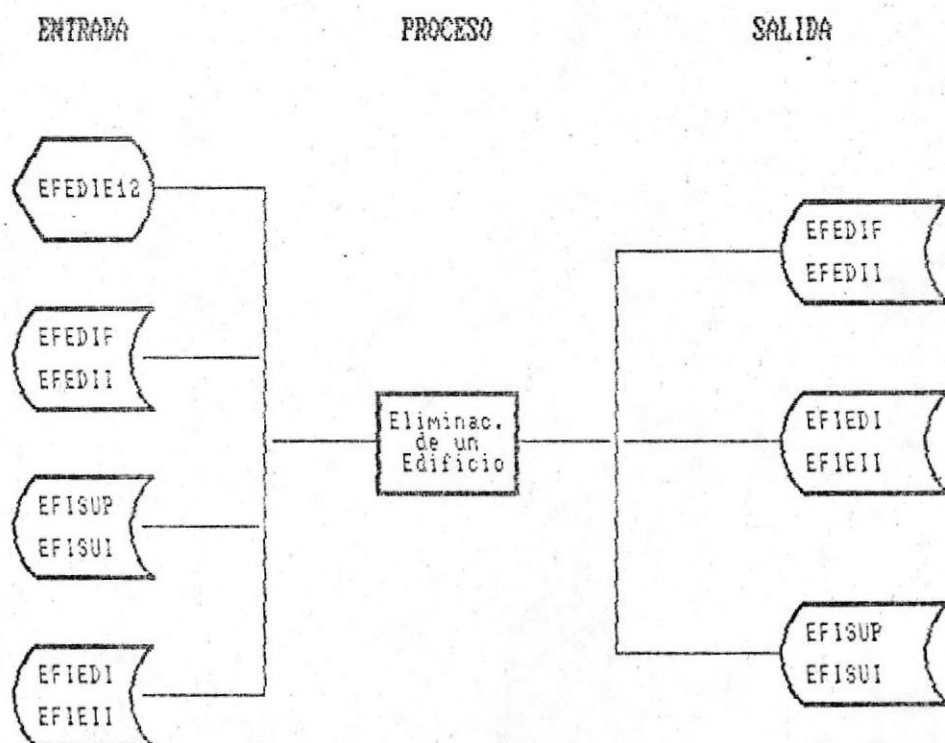 ENTRADA PROCESO SALIDA
EFEDIE12
EFEDIF
EFEDII
EFISUP
EFISUI
EFIEDI
EFIEII
Eliminac.
de un
Edificio
EFEDIF
EFEDII
EFIEDI
EFIEII
EFISUP
EFISUI